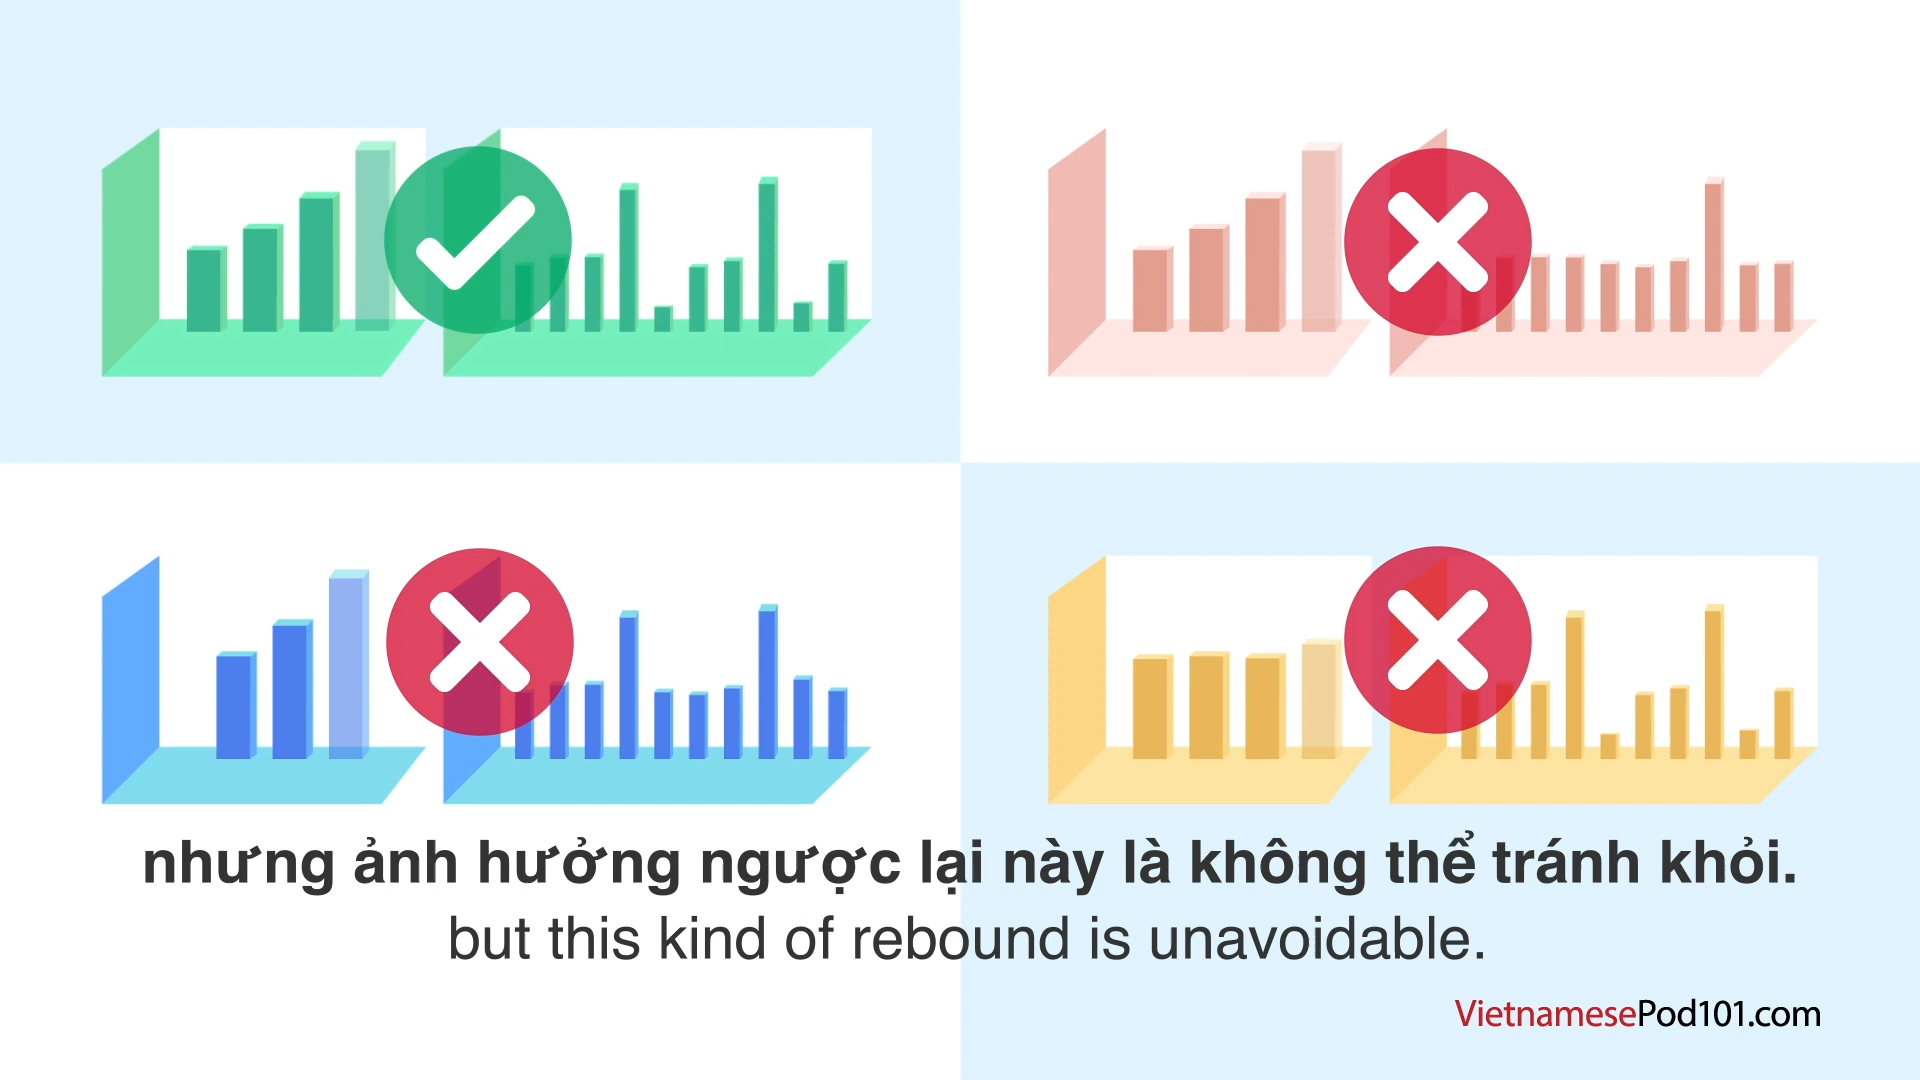 nhưng ảnh hưởng ngược lại này là không thể tránh khỏi.
but this kind of rebound is unavoidable.
VietnamesePod101.com